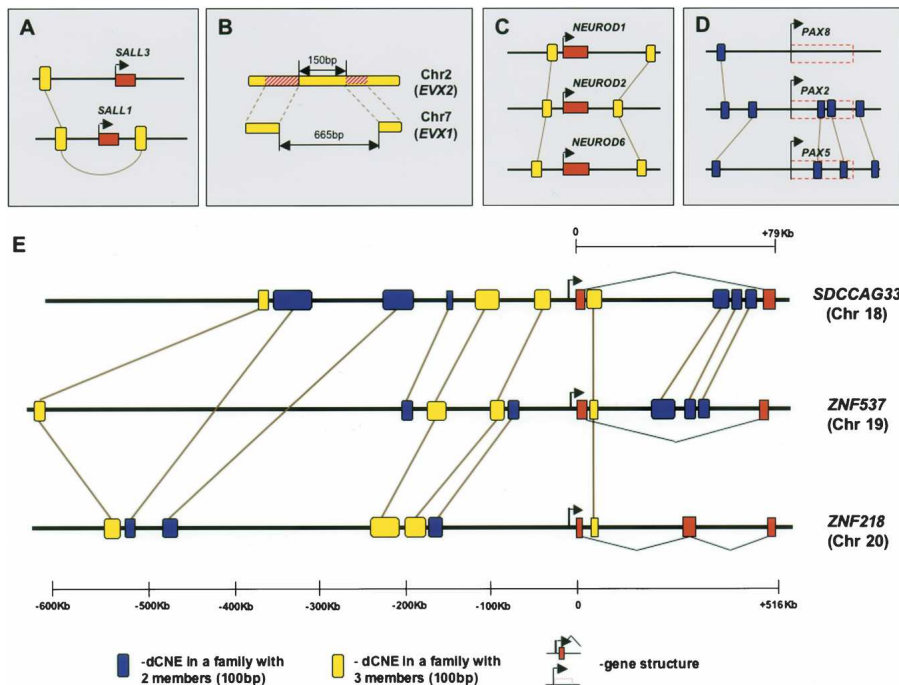 A
SALL3
SALL1
B
150bp
Chr2
(EVX2)
Chr7
(EVX1)
665bp
C
NEUROD1
NEUROD2
NEUROD6
D
PAX8
PAX2
PAX5
E
0
+79Kb
SDCCAG33
(Chr 18)
ZNF537
(Chr 19)
ZNF218
(Chr 20)
-600Kb
-500Kb
-400Kb
-300Kb
-200Kb
-100Kb
0
+516Kb
-dCNE in a family with
2 members (100bp)
- dCNE in a family with
3 members (100bp)
-gene structure